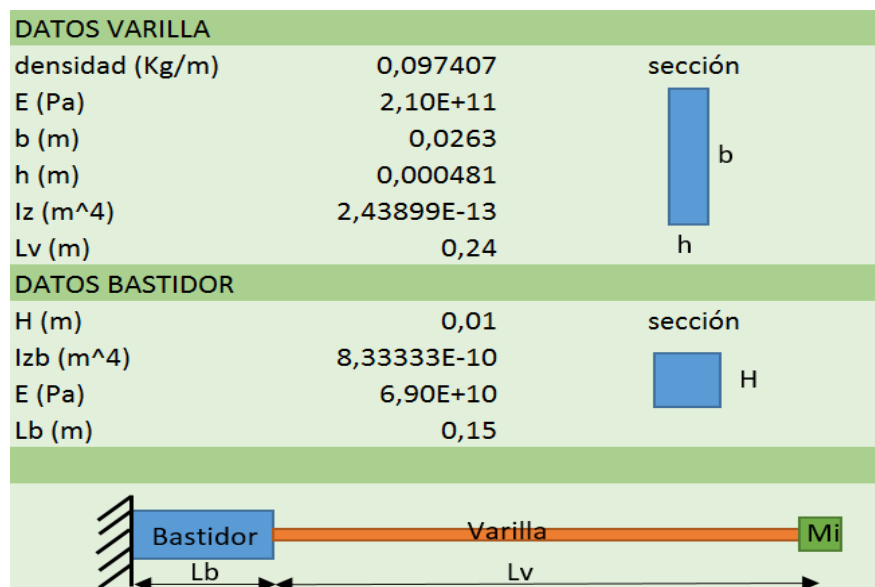 DATOS VARILLA
densidad (Kg/m) 0,097407 sección
E (Pa) 2,10E+11
b (m) 0,0263
b
h (m) 0,000481
Iz (m^4) 2,43899E-13
Lv (m) 0,24 h
DATOS BASTIDOR
H (m) 0,01 sección
Izb (m^4) 8,33333E-10
H
E (Pa) 6,90E+10
Lb (m) 0,15
Bastidor Varilla Mi
Lb Lv